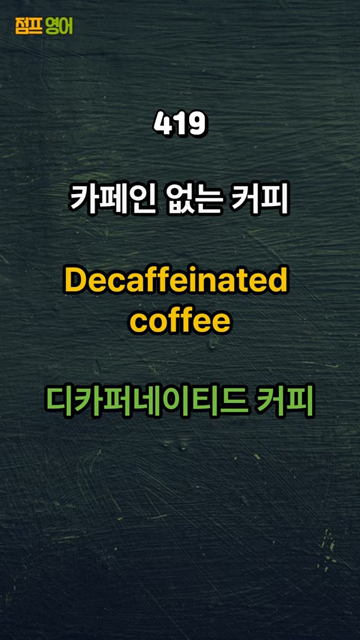 점프 영어
419
카페인 없는 커피
Decaffeinated
coffee
디카퍼네이티드 커피